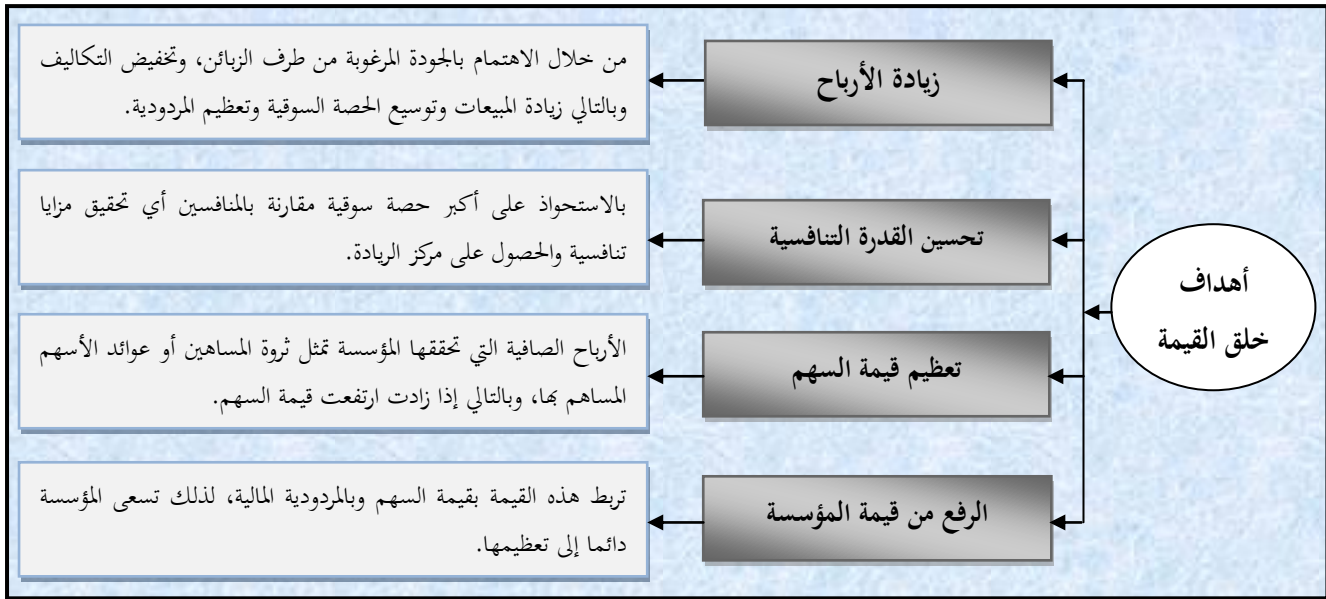 أهداف
خلق القيمة
زيادة الأرباح
من خلال الاهتمام بالجودة المرغوبة من طرف الزبائن، وتخفيض التكاليف
وبالتالي زيادة المبيعات وتوسيع الحصة السوقية وتعظيم المردودية.
تحسين القدرة التنافسية
بالاستحواذ على أكبر حصة سوقية مقارنة بالمنافسين أي تحقيق مزايا
تنافسية والحصول على مركز الريادة.
تعظيم قيمة السهم
الأرباح الصافية التي تحققها المؤسسة تمثل ثروة المساهين أو عوائد الأسهم
المساهم بها، وبالتالي إذا زادت ارتفعت قيمة السهم.
الرفع من قيمة المؤسسة
تربط هذه القيمة بقيمة السهم وبالمردودية المالية، لذلك تسعى المؤسسة
دائما إلى تعظيمها.